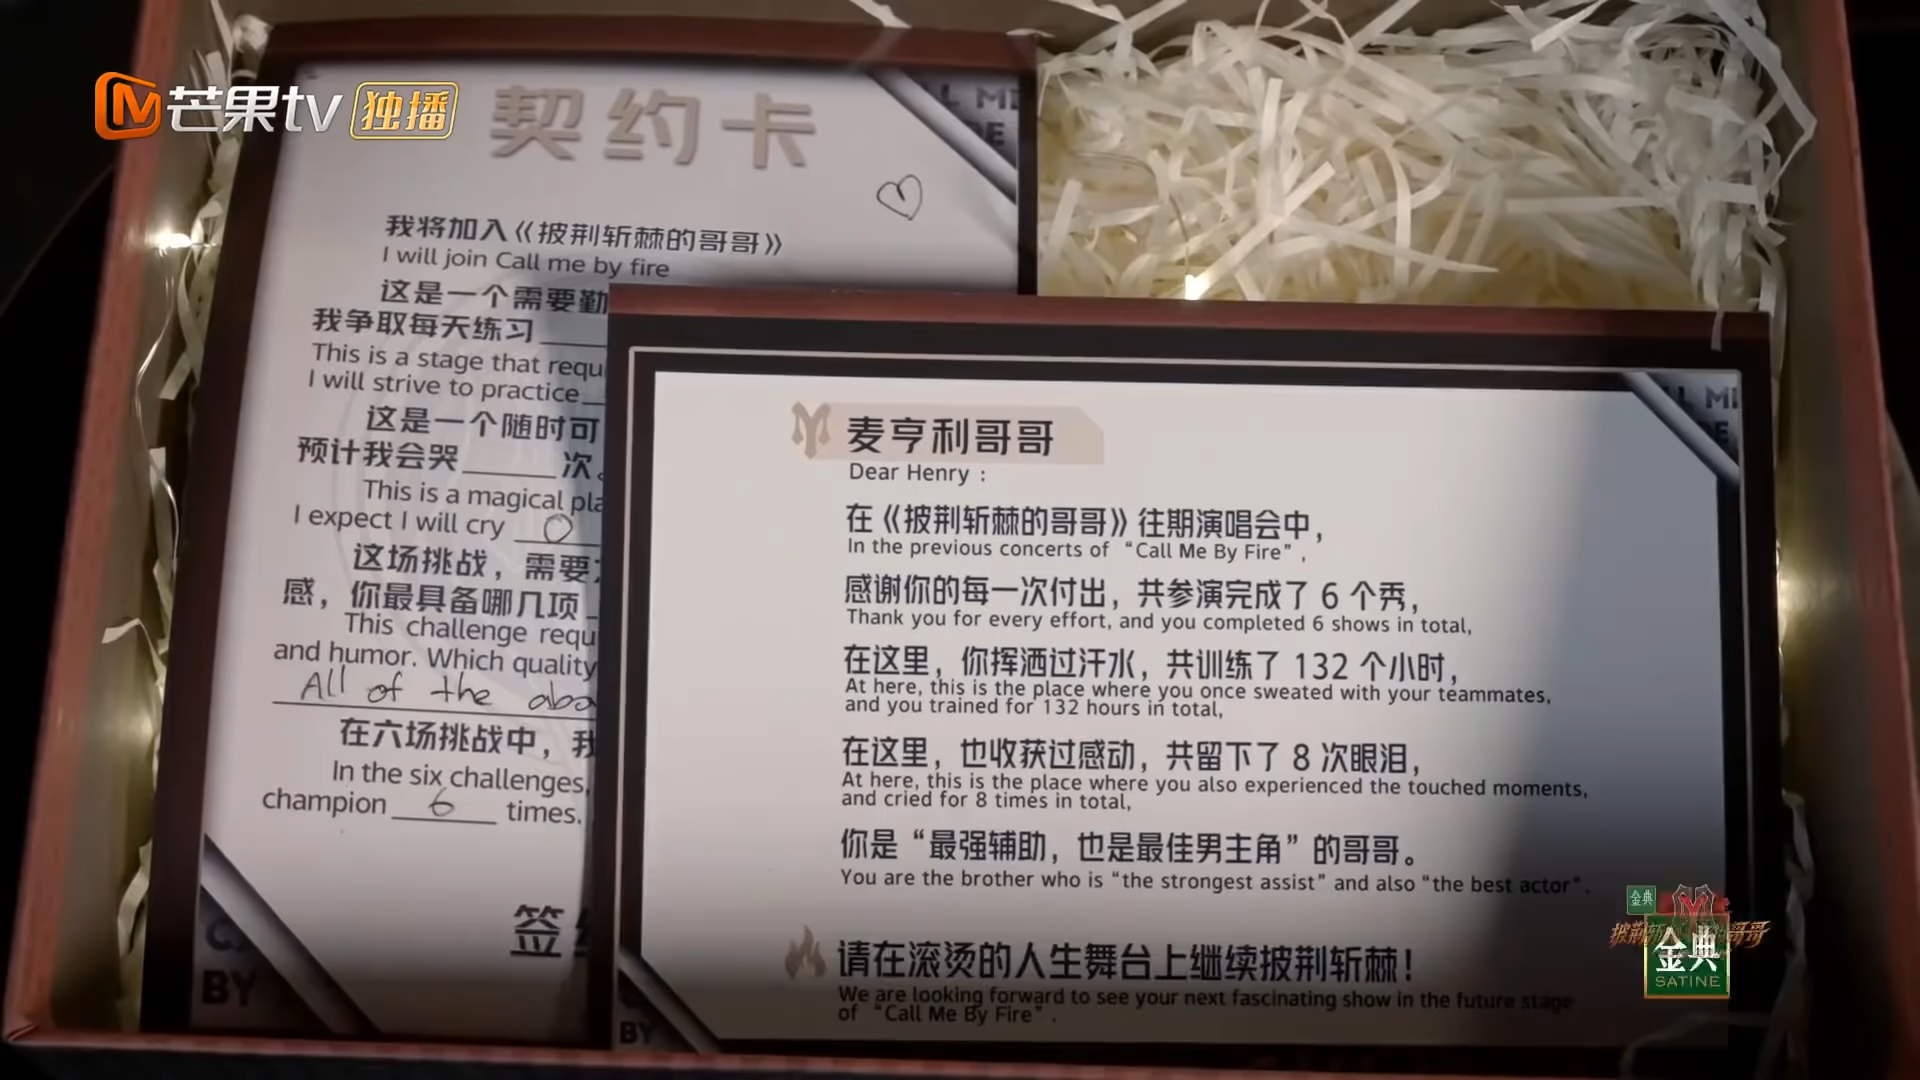 芒果tv 独播
契约卡
我将加入《披荆斩棘的哥哥》
I will join Call me by fire
这是一个需要勤
我争取每天练习
This is a stage that requ
I will strive to practice
这是一个随时可
预计我会哭 次。
This is a magical pla
I expect I will cry 0
这场挑战，需要
感，你最具备哪几项
This challenge requ
and humor. Which quality
All of the abo
在六场挑战中，我
In the six challenges,
champion 6 times.
签
BY
麦亨利哥哥
Dear Henry :
在《披荆斩棘的哥哥》往期演唱会中，
In the previous concerts of “Call Me By Fire”,
感谢你的每一次付出，共参演完成了 6 个秀，
Thank you for every effort, and you completed 6 shows in total,
在这里，你挥洒过汗水，共训练了 132 个小时，
At here, this is the place where you once sweated with your teammates,
and you trained for 132 hours in total,
在这里，也收获过感动，共留下了 8 次眼泪，
At here, this is the place where you also experienced the touched moments,
and cried for 8 times in total,
你是“最强辅助，也是最佳男主角”的哥哥。
You are the brother who is “the strongest assist” and also “the best actor”.
请在滚烫的人生舞台上继续披荆斩棘！
We are looking forward to see your next fascinating show in the future stage
of “Call Me By Fire”.
BY
金典
金典
SATINE